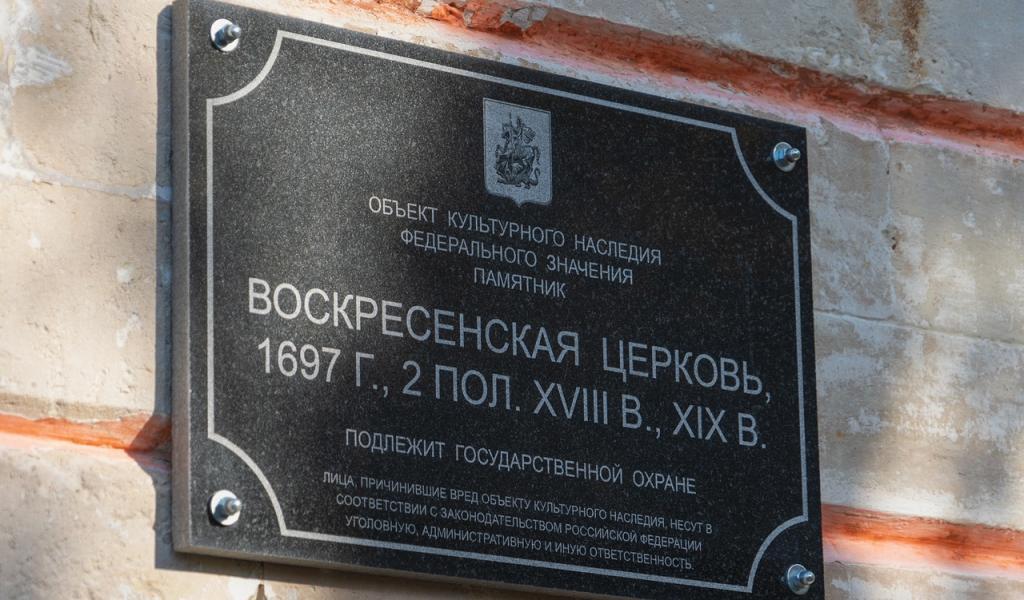 ОБЪЕКТ КУЛЬТУРНОГО НАСЛЕДИЯ
ФЕДЕРАЛЬНОГО ЗНАЧЕНИЯ
ПАМЯТНИК
ВОСКРЕСЕНСКАЯ ЦЕРКОВЬ,
1697 Г., 2 ПОЛ. XVIII В., XIX В.
ПОДЛЕЖИТ ГОСУДАРСТВЕННОЙ ОХРАНЕ
ЛИЦА, ПРИЧИНИВШИЕ ВРЕД ОБЪЕКТУ КУЛЬТУРНОГО НАСЛЕДИЯ, НЕСУТ В
СООТВЕТСТВИИ С ЗАКОНОДАТЕЛЬСТВОМ РОССИЙСКОЙ ФЕДЕРАЦИИ
УГОЛОВНУЮ, АДМИНИСТРАТИВНУЮ И ИНУЮ ОТВЕТСТВЕННОСТЬ.